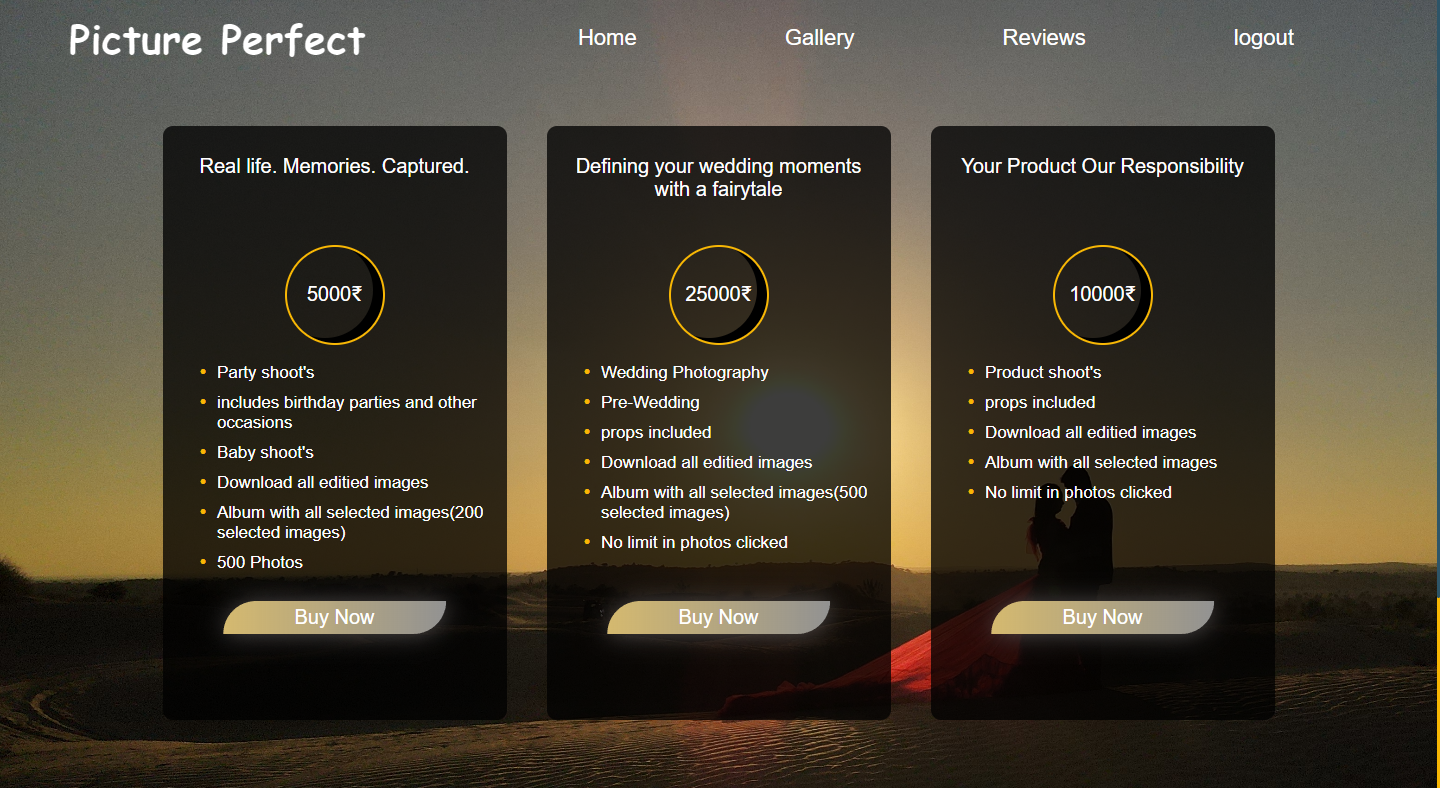 Picture Perfect
Home
Gallery
Reviews
logout
Real life. Memories. Captured.
5000₹
• Party shoot's
• includes birthday parties and other
occasions
• Baby shoot's
• Download all editied images
• Album with all selected images(200
selected images)
• 500 Photos
Buy Now
Defining your wedding moments
with a fairytale
25000₹
• Wedding Photography
• Pre-Wedding
• props included
• Download all editied images
• Album with all selected images(500
selected images)
• No limit in photos clicked
Buy Now
Your Product Our Responsibility
10000₹
• Product shoot's
• props included
• Download all editied images
• Album with all selected images
• No limit in photos clicked
Buy Now